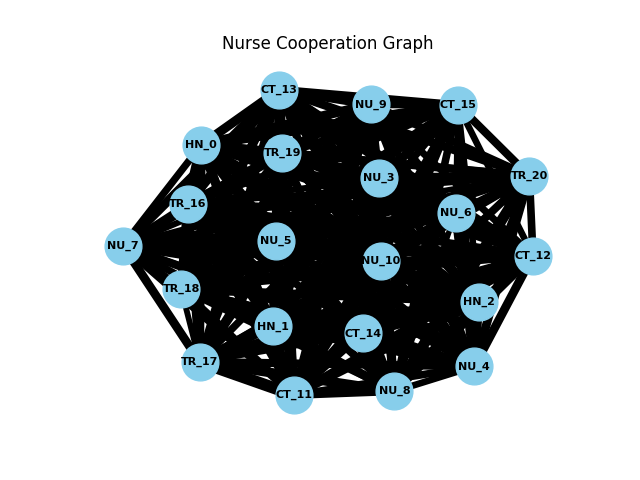 Nurse Cooperation Graph
CT_13
NU_9
CT_15
HN_0
TR_19
NU_3
TR_20
TR_16
NU_6
NU_7
NU_5
NU_10
CT_12
TR_18
HN_2
HN_1
CT_14
TR_17
NU_4
CT_11
NU_8